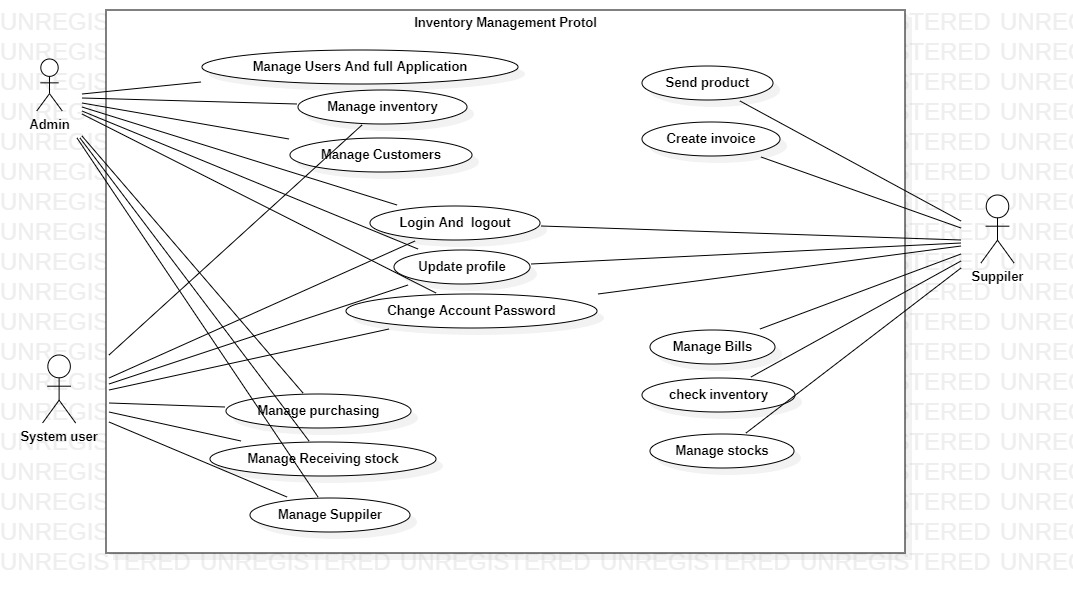 Inventory Management Protol
Manage Users And full Application
Send product
Manage inventory
Admin
Create invoice
Manage Customers
Login And  logout
Update profile
Suppiler
Change Account Password
Manage Bills
check inventory
Manage purchasing
System user
Manage Receiving stock
Manage stocks
Manage Suppiler
UNREGISTERED UNREGISTERED UNREGISTERED UNREGISTERED UNREGISTERED UNREG